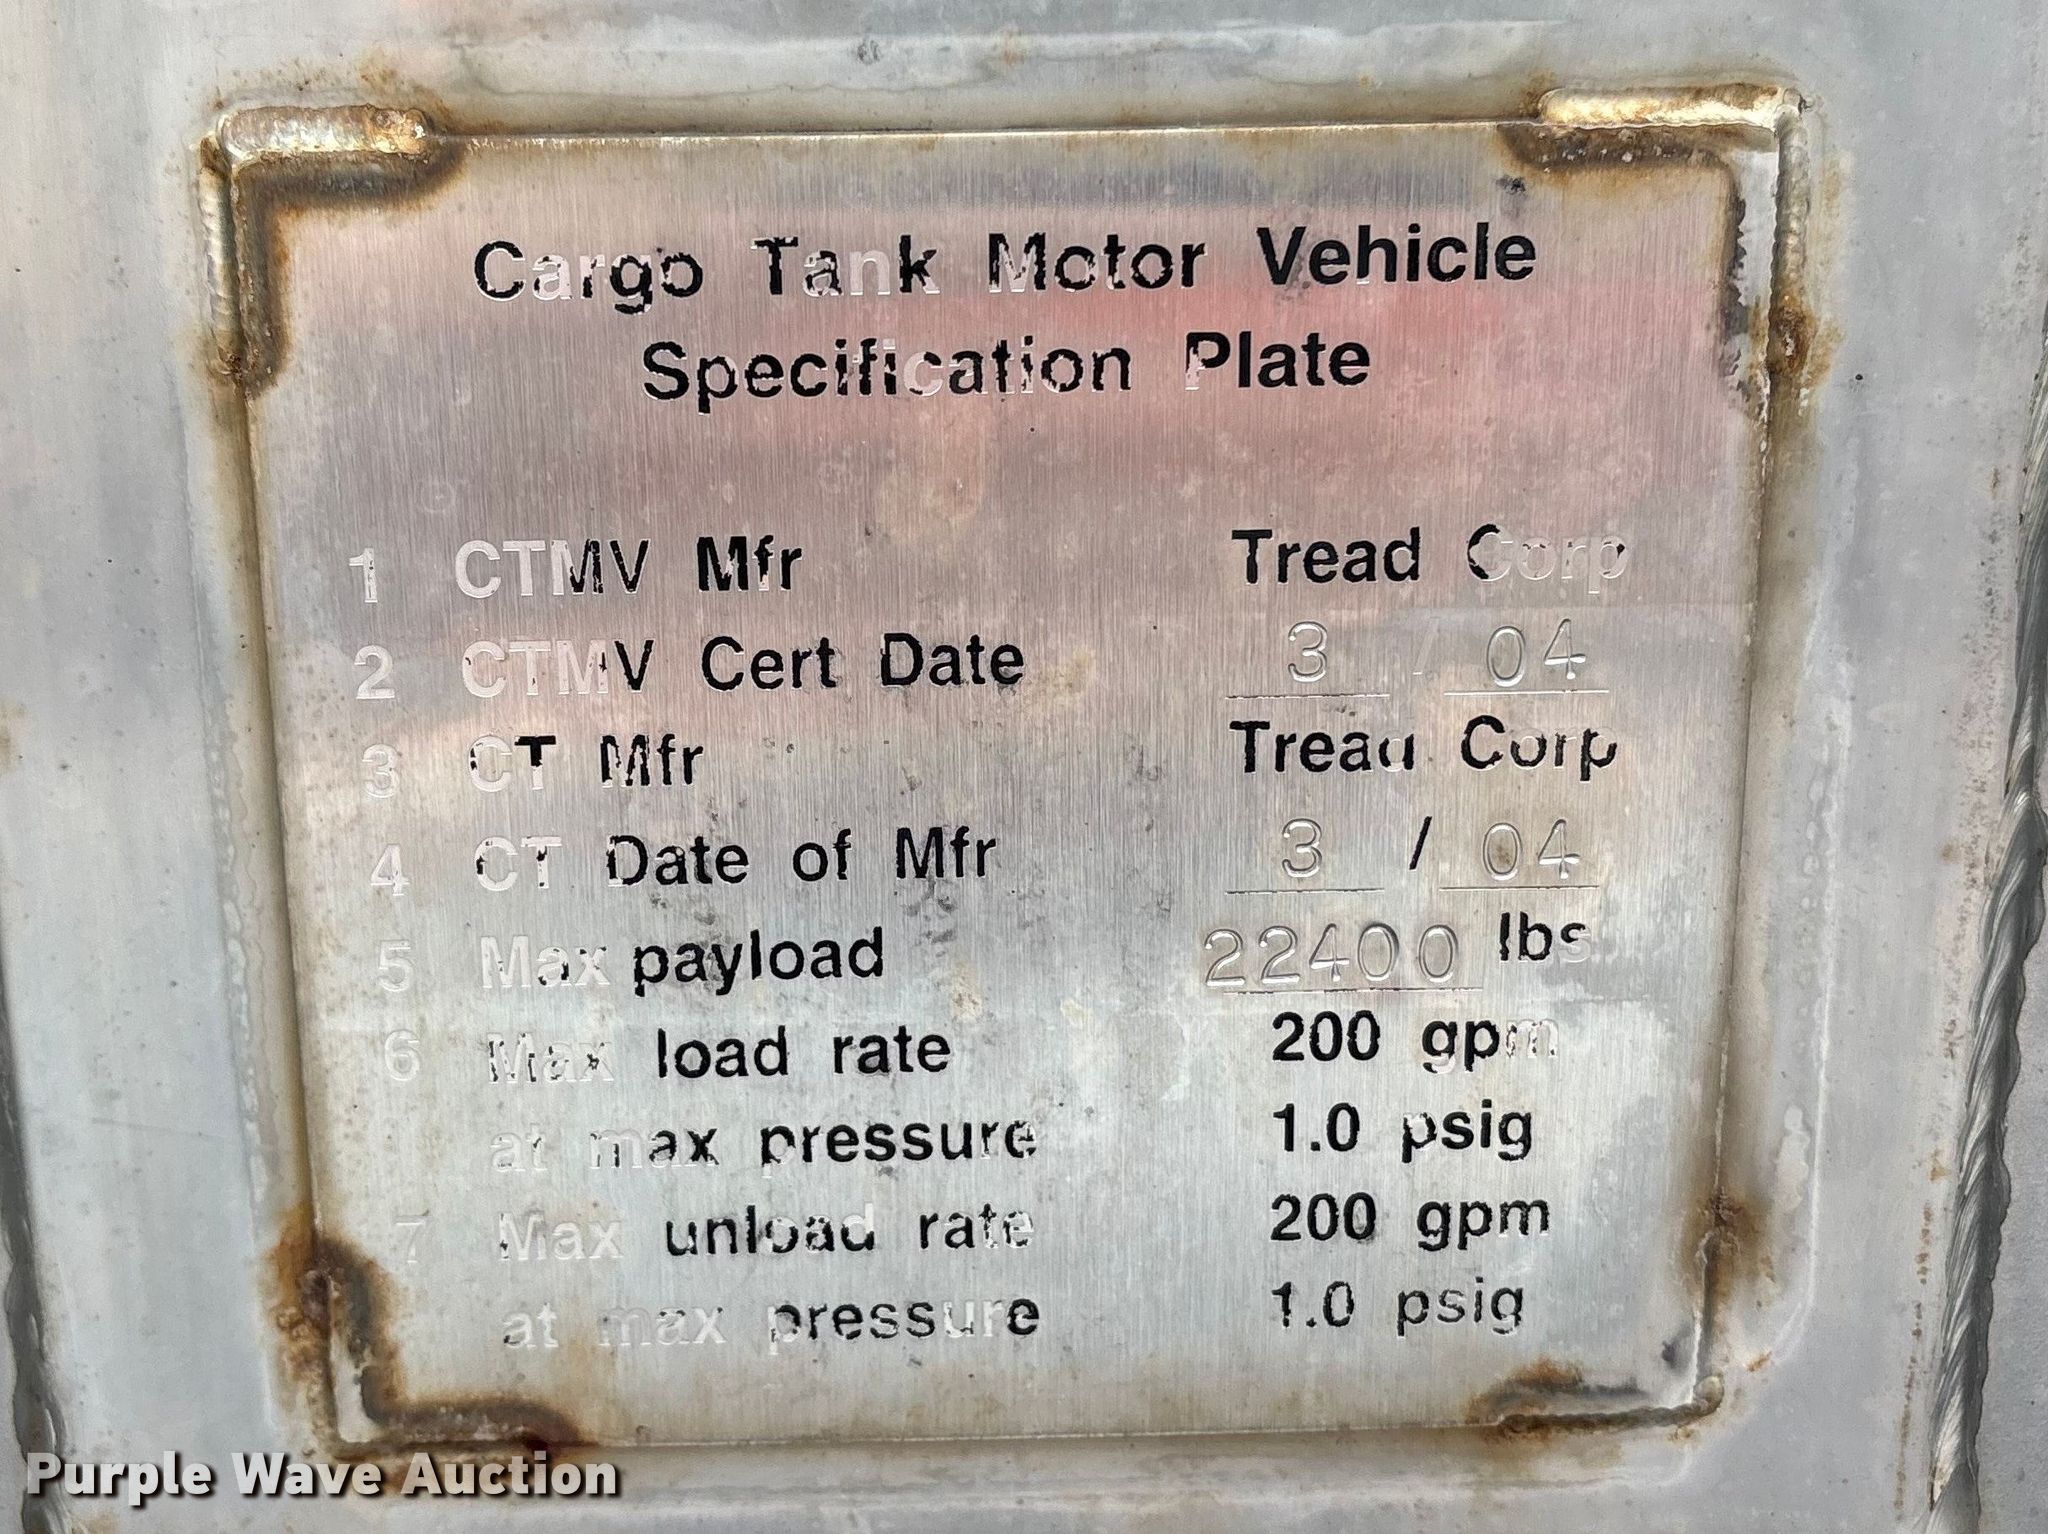 Cargo Tank Motor Vehicle
Specification Plate
1 CTMV Mfr Tread Corp
2 CTMV Cert Date 3 / 04
3 CT Mfr Tread Corp
4 CT Date of Mfr 3 / 04
5 Max payload 22400 lbs
6 Max load rate 200 gpm
at max pressure 1.0 psig
7 Max unload rate 200 gpm
at max pressure 1.0 psig
Purple Wave Auction